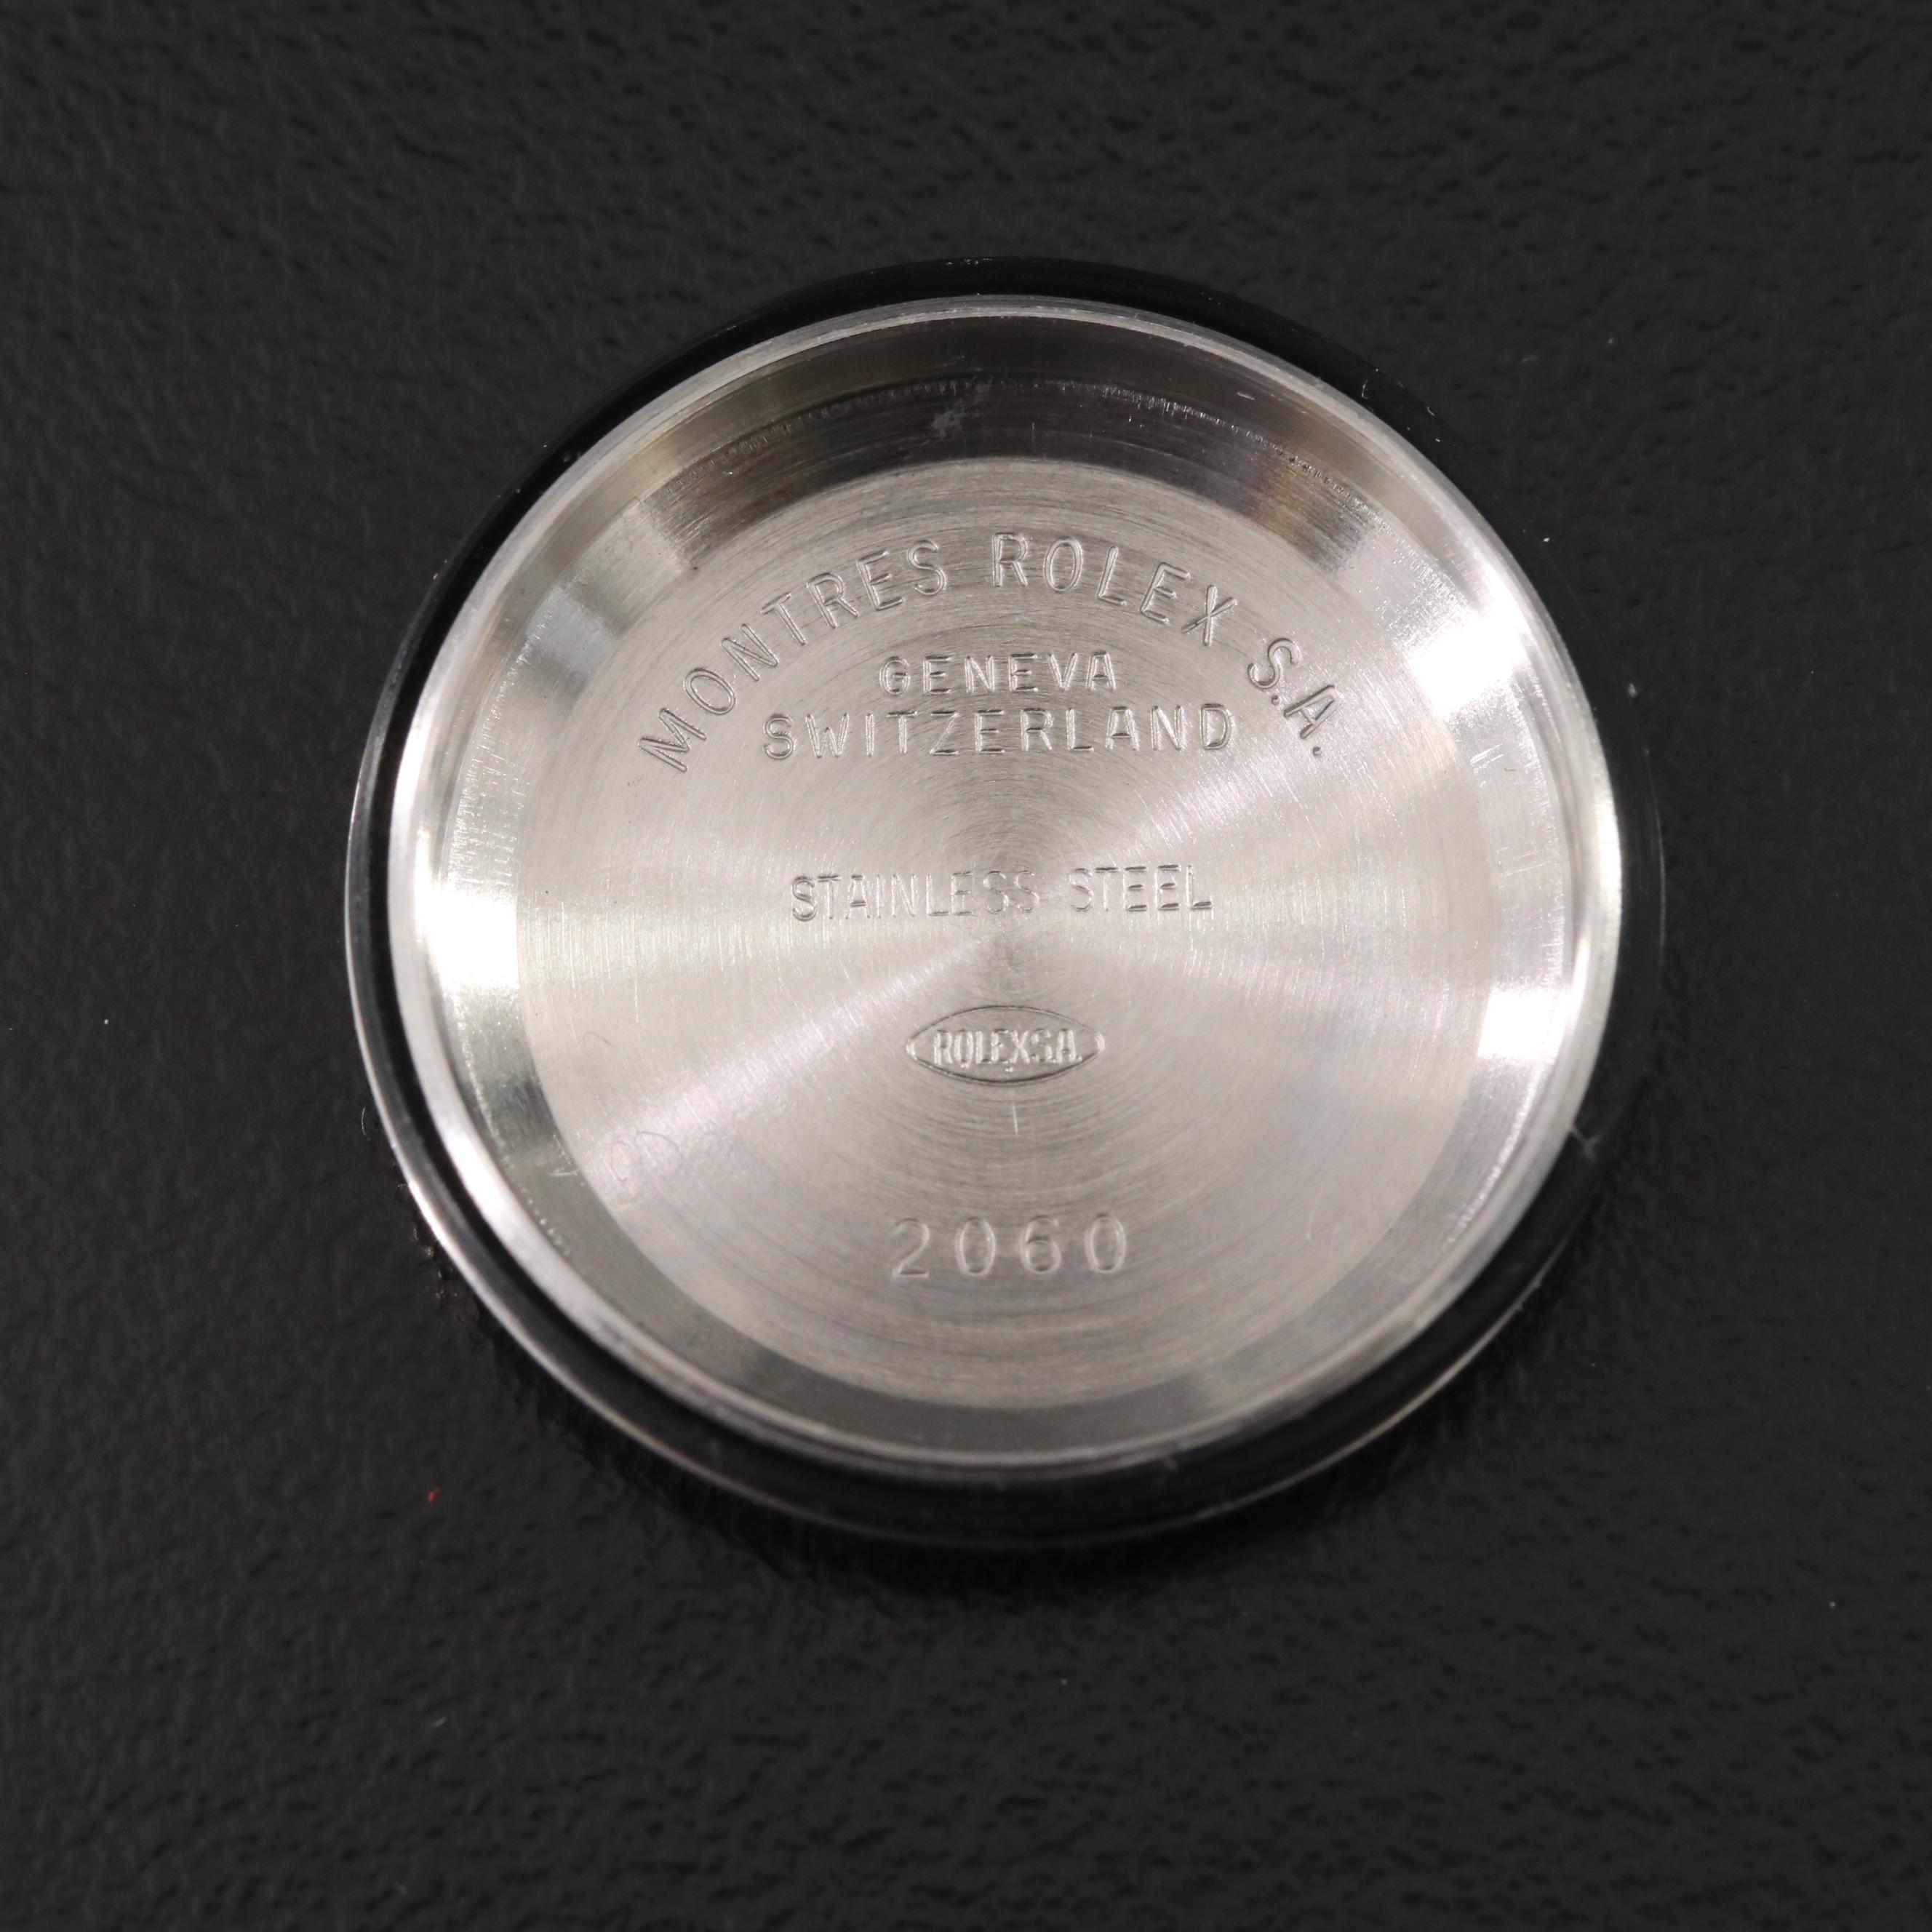 MONTRES ROLEX S.A.
GENEVA
SWITZERLAND
STAINLESS STEEL
ROLEX S.A.
2060